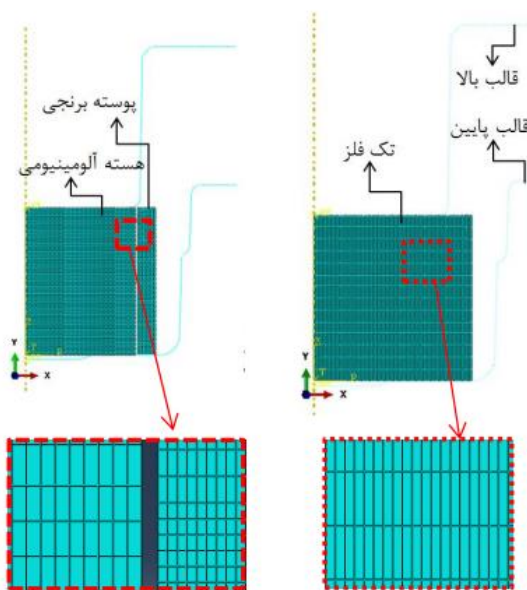 پوسته برنجی
هسته آلومینیومی
Y
X
قالب بالا
قالب پایین
تک فلز
Y
X